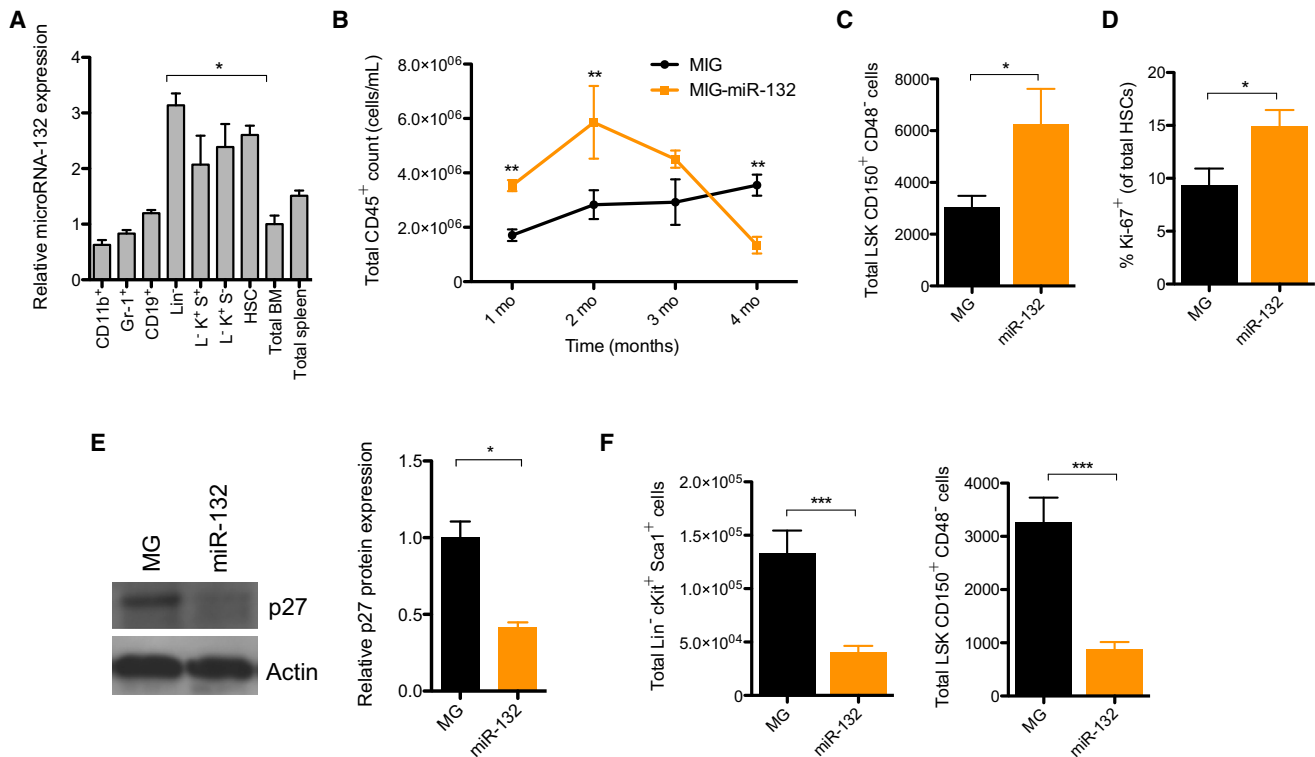 A
Relative microRNA-132 expression
4
3
2
1
0
*
CD11b+
Gr-1+
CD19+
Lin-
L- K+ S+
L- K+ S-
HSC
Total BM
Total spleen
B
Total CD45+ count (cells/mL)
8.0×10^06
6.0×10^06
4.0×10^06
2.0×10^06
0
**
**
**
MIG
MIG-miR-132
1 mo
2 mo
3 mo
4 mo
Time (months)
C
Total LSK CD150+ CD48- cells
8000
6000
4000
2000
0
*
MG
miR-132
D
% Ki-67+ (of total HSCs)
20
15
10
5
0
*
MG
miR-132
E
MG
miR-132
p27
Actin
Relative p27 protein expression
1.5
1.0
0.5
0.0
*
MG
miR-132
F
Total Lin- cKit+ Sca1+ cells
2.0×10^05
1.5×10^05
1.0×10^05
5.0×10^04
0
***
MG
miR-132
Total LSK CD150+ CD48- cells
4000
3000
2000
1000
0
***
MG
miR-132